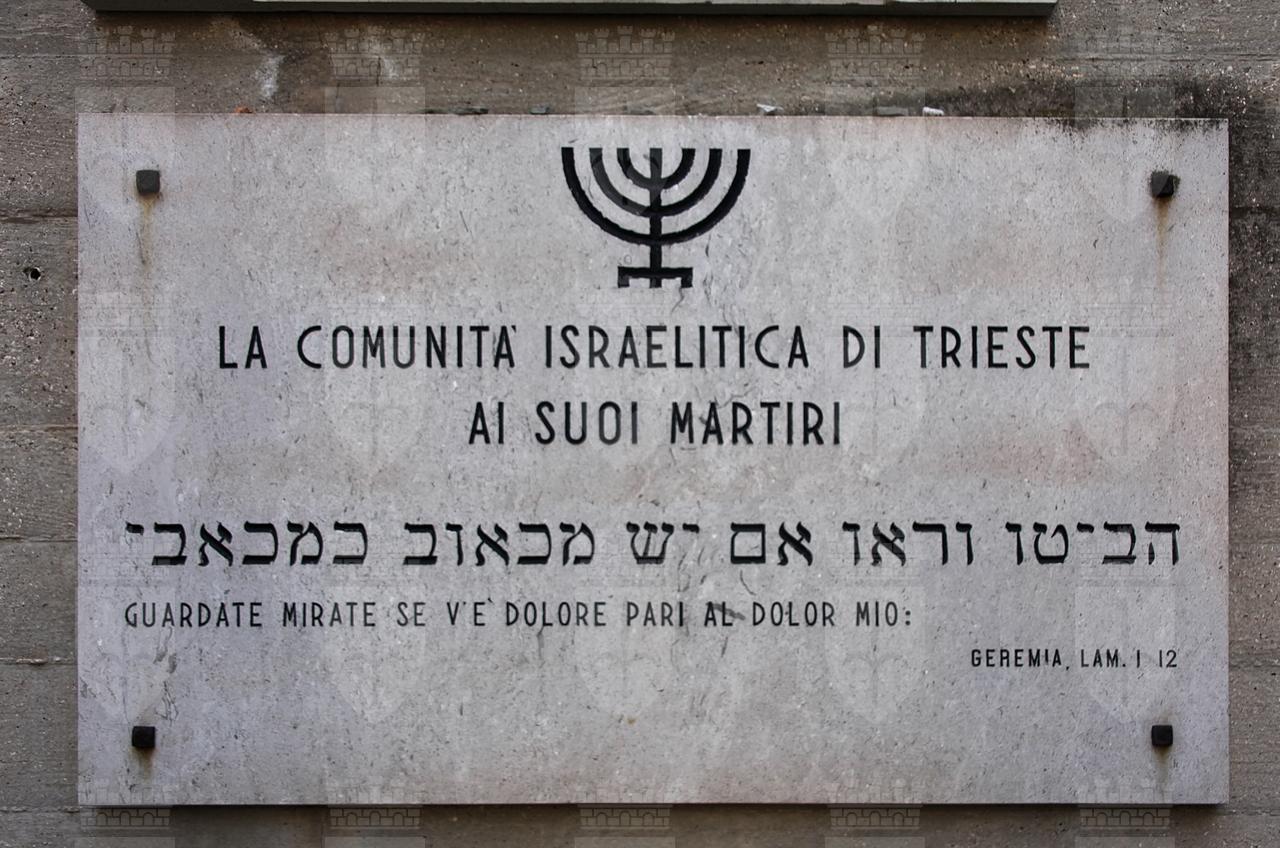 LA COMUNITA' ISRAELITICA DI TRIESTE
AI SUOI MARTIRI
הביטו וראו אם יש מכאוב כמכאבי
GUARDATE MIRATE SE V'E' DOLORE PARI AL DOLOR MIO:
GEREMIA, LAM. I 12